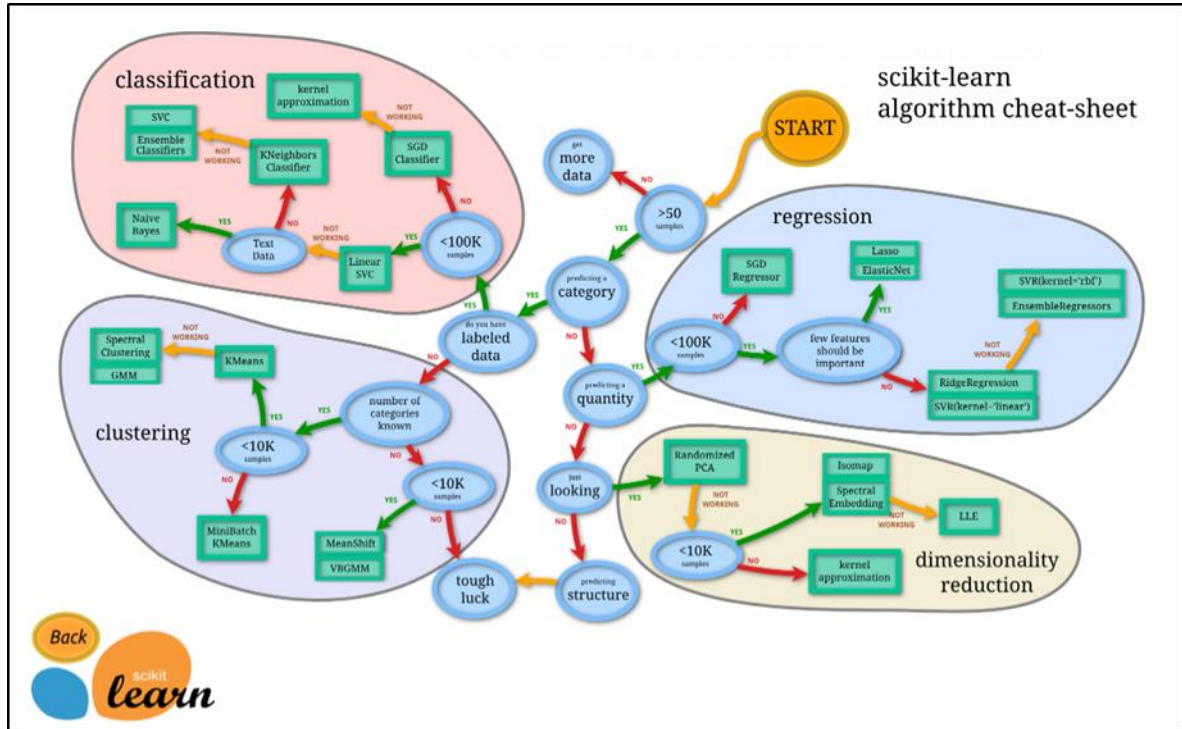 scikit-learn
algorithm cheat-sheet
START
get
more
data
NO
>50
samples
YES
predicting a
category
YES
NO
do you have
labeled
data
YES
NO
predicting a
quantity
YES
NO
just
looking
YES
NO
predicting
structure
tough
luck
classification
kernel
approximation
NOT
WORKING
SGD
Classifier
NO
<100K
samples
YES
Linear
SVC
NOT
WORKING
Text
Data
YES
NO
Naive
Bayes
KNeighbors
Classifier
NOT
WORKING
SVC
Ensemble
Classifiers
regression
SGD
Regressor
NO
<100K
samples
YES
few features
should be
important
YES
NO
Lasso
ElasticNet
RidgeRegression
SVR(kernel='linear')
NOT
WORKING
SVR(kernel='rbf')
EnsembleRegressors
clustering
number of
categories
known
YES
NO
<10K
samples
YES
NO
KMeans
NOT
WORKING
Spectral
Clustering
GMM
MiniBatch
KMeans
<10K
samples
YES
NO
MeanShift
VBGMM
dimensionality
reduction
Randomized
PCA
NOT
WORKING
<10K
samples
YES
NO
Isomap
Spectral
Embedding
NOT
WORKING
LLE
kernel
approximation
Back
scikit
learn